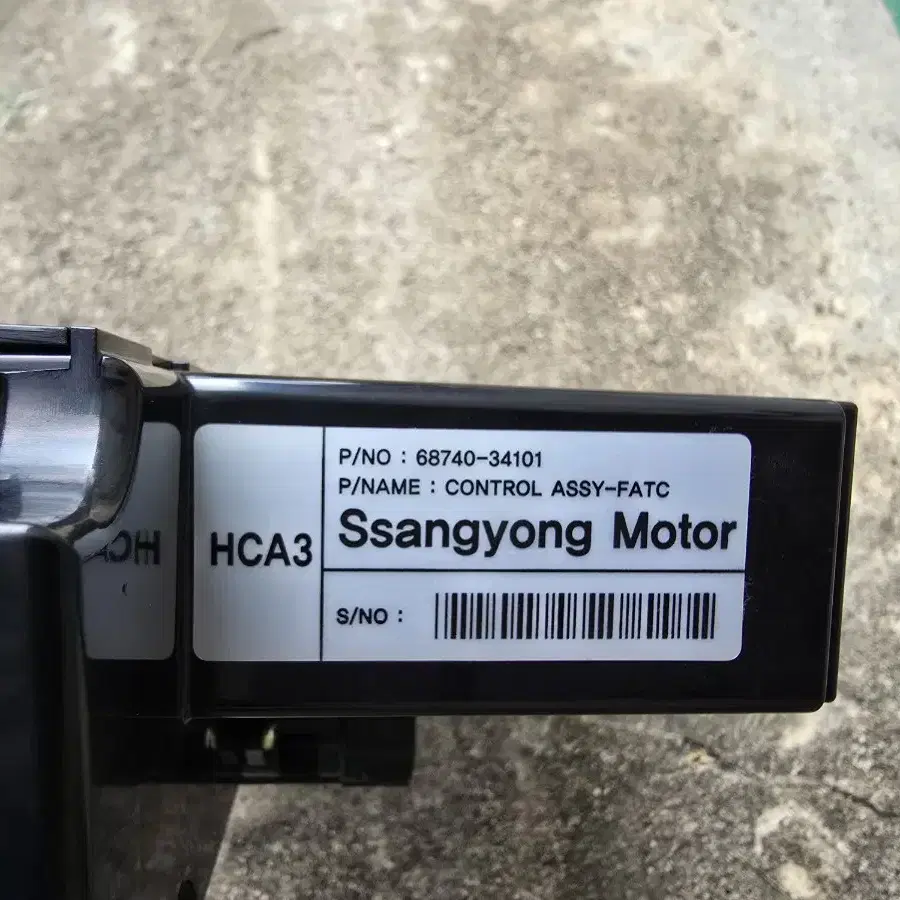 HCA3
P/NO : 68740-34101
P/NAME : CONTROL ASSY-FATC
Ssangyong Motor
S/NO :